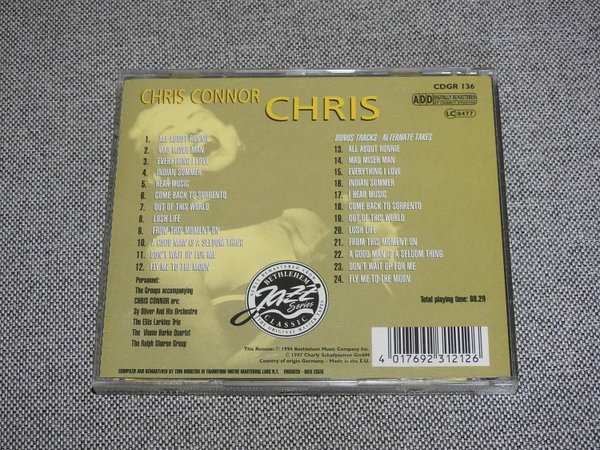 CHRIS CONNOR CHRIS
CDGR 136
ADD DIGITALLY REMASTERED
LC 8477
1. ALL ABOUT RONNIE
2. MAD MISER MAN
3. EVERYTHING I LOVE
4. INDIAN SUMMER
5. I HEAR MUSIC
6. COME BACK TO SORRENTO
7. OUT OF THIS WORLD
8. LUSH LIFE
9. FROM THIS MOMENT ON
10. A GOOD MAN IS A SELDOM THING
11. DON'T WAIT UP FOR ME
12. FLY ME TO THE MOON
Personnel:
The Groups accompanying
CHRIS CONNOR are:
Sy Oliver And His Orchestra
The Ellis Larkins Trio
The Vinnie Burke Quartet
The Ralph Sharon Group
BONUS TRACKS - ALTERNATE TAKES
13. ALL ABOUT RONNIE
14. MAD MISER MAN
15. EVERYTHING I LOVE
16. INDIAN SUMMER
17. I HEAR MUSIC
18. COME BACK TO SORRENTO
19. OUT OF THIS WORLD
20. LUSH LIFE
21. FROM THIS MOMENT ON
22. A GOOD MAN IS A SELDOM THING
23. DON'T WAIT UP FOR ME
24. FLY ME TO THE MOON
Total playing time: 68.29
BETHLEHEM
Jazz
Series
CLASSIC
This Reissue: © 1994 Bethlehem Music Company Inc.
© 1997 Charly Schallplatten GmbH
Country of origin Germany - Made in the E.U.
4 017692 312126